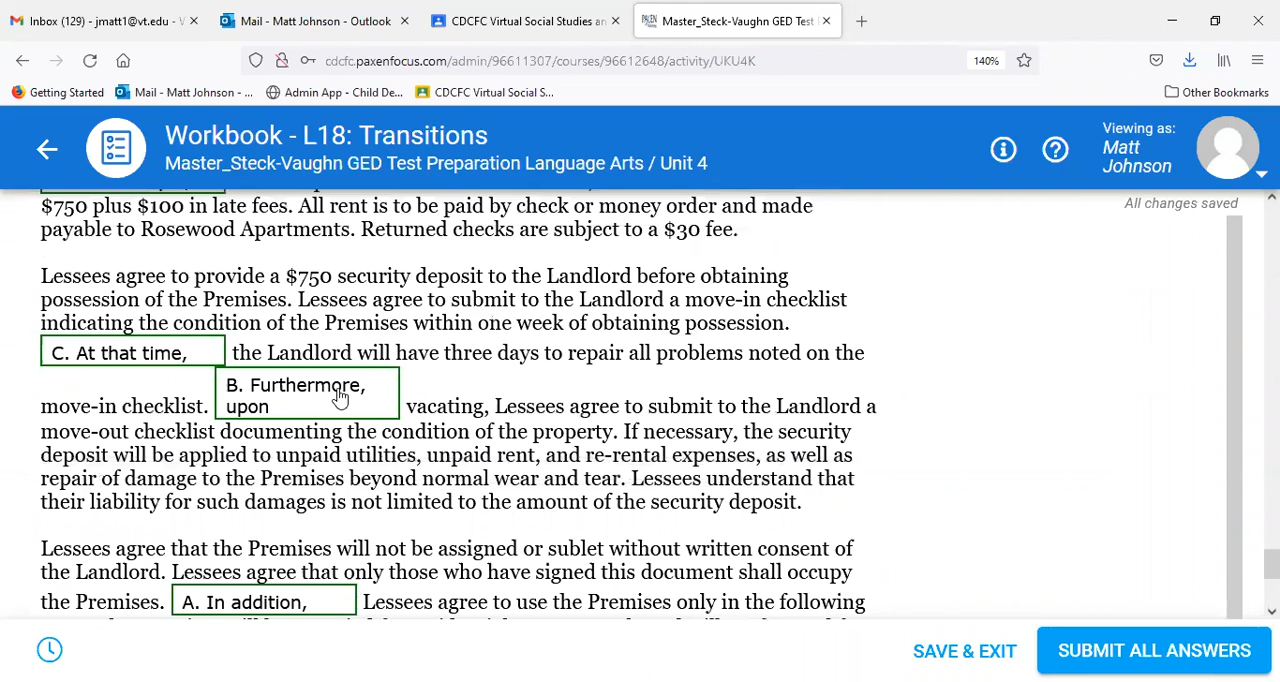 Inbox (129) - jmatt1@vt.edu - V
Mail - Matt Johnson - Outlook
CDCFC Virtual Social Studies an
Master_Steck-Vaughn GED Test
cdcfc.paxenfocus.com/admin/96611307/courses/96612648/activity/UKU4K
140%
Getting Started
Mail - Matt Johnson - ...
Admin App - Child De...
CDCFC Virtual Social S...
Other Bookmarks
Workbook - L18: Transitions
Master_Steck-Vaughn GED Test Preparation Language Arts / Unit 4
Viewing as:
Matt
Johnson
All changes saved
$750 plus $100 in late fees. All rent is to be paid by check or money order and made
payable to Rosewood Apartments. Returned checks are subject to a $30 fee.
Lessees agree to provide a $750 security deposit to the Landlord before obtaining
possession of the Premises. Lessees agree to submit to the Landlord a move-in checklist
indicating the condition of the Premises within one week of obtaining possession.
C. At that time, the Landlord will have three days to repair all problems noted on the
B. Furthermore,
move-in checklist. upon vacating, Lessees agree to submit to the Landlord a
move-out checklist documenting the condition of the property. If necessary, the security
deposit will be applied to unpaid utilities, unpaid rent, and re-rental expenses, as well as
repair of damage to the Premises beyond normal wear and tear. Lessees understand that
their liability for such damages is not limited to the amount of the security deposit.
Lessees agree that the Premises will not be assigned or sublet without written consent of
the Landlord. Lessees agree that only those who have signed this document shall occupy
the Premises. A. In addition, Lessees agree to use the Premises only in the following
SAVE & EXIT
SUBMIT ALL ANSWERS